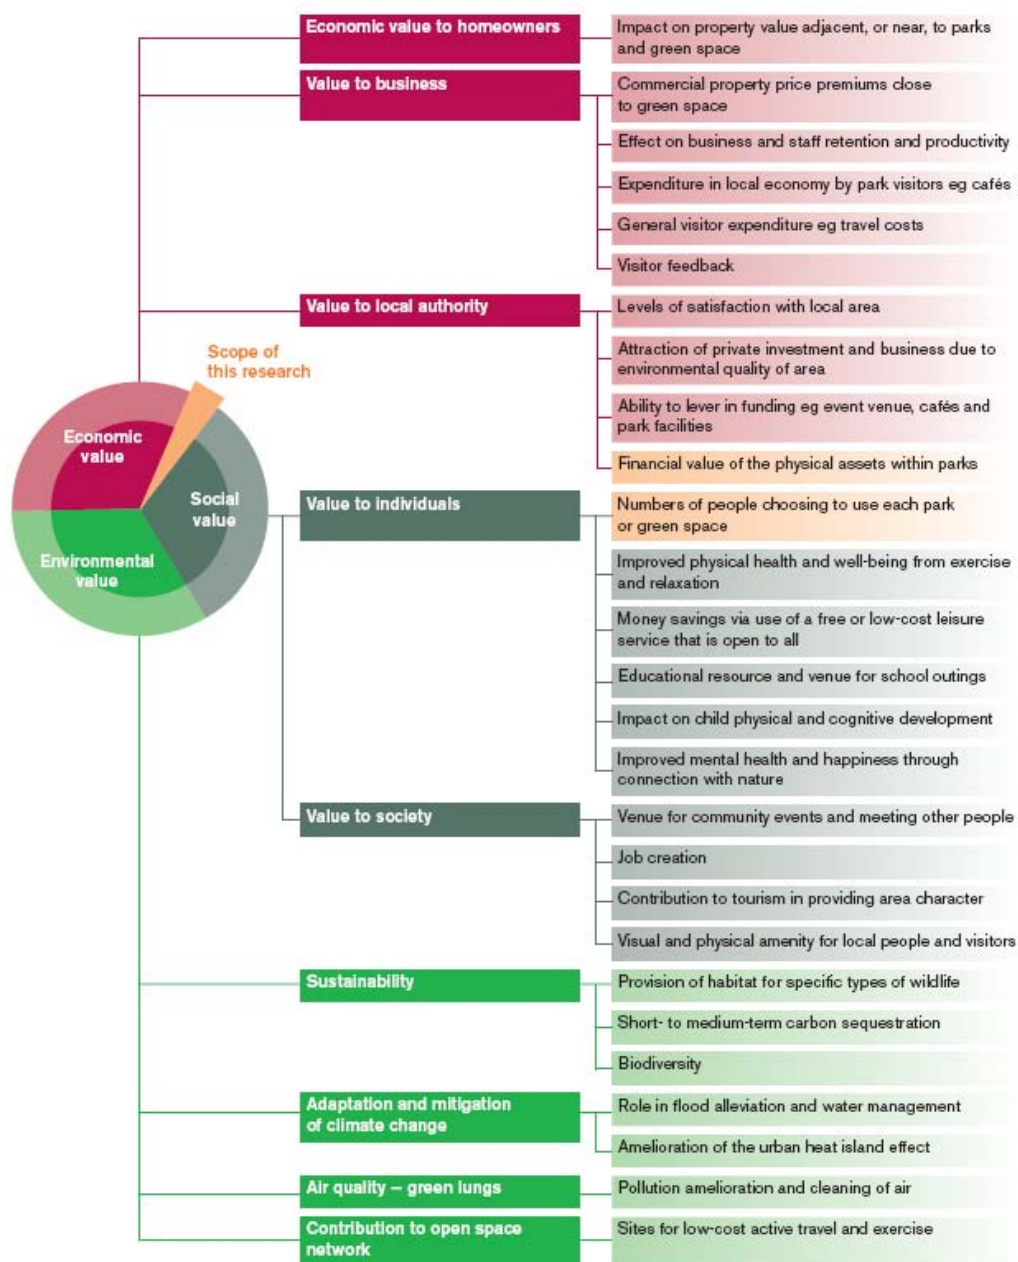 Economic value to homeowners
Impact on property value adjacent, or near, to parks
and green space
Value to business
Commercial property price premiums close
to green space
Effect on business and staff retention and productivity
Expenditure in local economy by park visitors eg cafés
General visitor expenditure eg travel costs
Visitor feedback
Value to local authority
Levels of satisfaction with local area
Attraction of private investment and business due to
environmental quality of area
Ability to lever in funding eg event venue, cafés and
park facilities
Financial value of the physical assets within parks
Scope of
this research
Economic
value
Social
value
Environmental
value
Value to individuals
Numbers of people choosing to use each park
or green space
Improved physical health and well-being from exercise
and relaxation
Money savings via use of a free or low-cost leisure
service that is open to all
Educational resource and venue for school outings
Impact on child physical and cognitive development
Improved mental health and happiness through
connection with nature
Value to society
Venue for community events and meeting other people
Job creation
Contribution to tourism in providing area character
Visual and physical amenity for local people and visitors
Sustainability
Provision of habitat for specific types of wildlife
Short- to medium-term carbon sequestration
Biodiversity
Adaptation and mitigation
of climate change
Role in flood alleviation and water management
Amelioration of the urban heat island effect
Air quality – green lungs
Pollution amelioration and cleaning of air
Contribution to open space
network
Sites for low-cost active travel and exercise